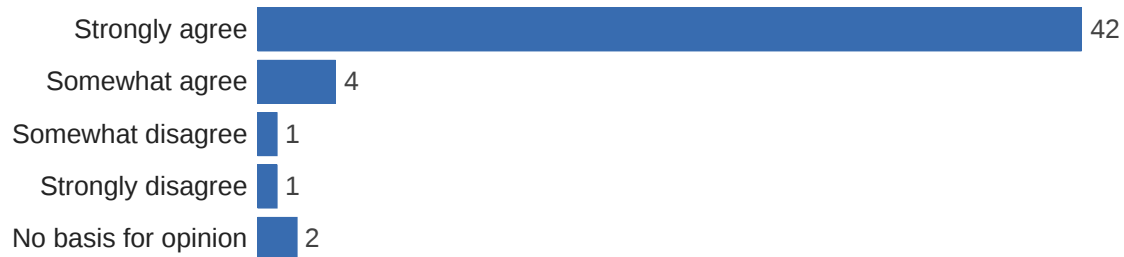 Strongly agree 42
Somewhat agree 4
Somewhat disagree 1
Strongly disagree 1
No basis for opinion 2